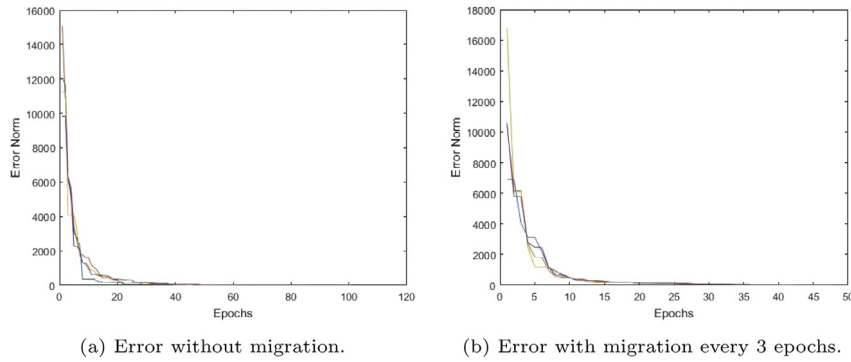 16000
14000
12000
10000
8000
6000
4000
2000
0
0 20 40 60 80 100 120
Error Norm
Epochs
(a) Error without migration.
18000
16000
14000
12000
10000
8000
6000
4000
2000
0
0 5 10 15 20 25 30 35 40 45 50
Error Norm
Epochs
(b) Error with migration every 3 epochs.